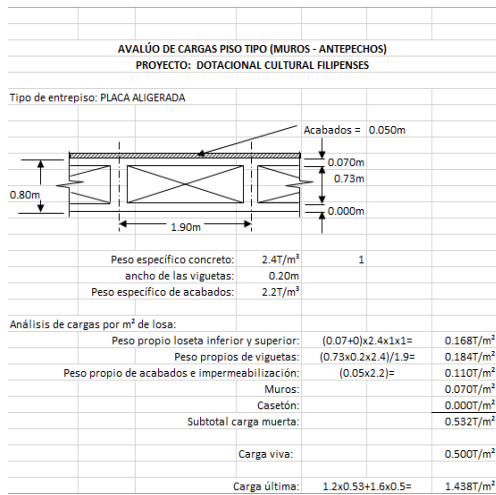 AVALÚO DE CARGAS PISO TIPO (MUROS - ANTEPECHOS)
PROYECTO: DOTACIONAL CULTURAL FILIPENSES
Tipo de entrepiso: PLACA ALIGERADA
Acabados = 0.050m
0.070m
0.73m
0.80m
0.000m
1.90m
Peso específico concreto: 2.4T/m³ 1
ancho de las viguetas: 0.20m
Peso específico de acabados: 2.2T/m³
Análisis de cargas por m² de losa:
Peso propio loseta inferior y superior: (0.07+0)x2.4x1x1= 0.168T/m²
Peso propios de viguetas: (0.73x0.2x2.4)/1.9= 0.184T/m²
Peso propio de acabados e impermeabilización: (0.05x2.2)= 0.110T/m²
Muros: 0.070T/m²
Casetón: 0.000T/m²
Subtotal carga muerta: 0.532T/m²
Carga viva: 0.500T/m²
Carga última: 1.2x0.53+1.6x0.5= 1.438T/m²